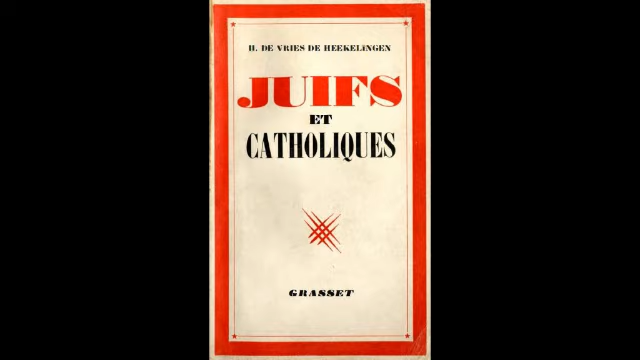 H. DE VRIES DE HEEKELINGEN
JUIFS
ET
CATHOLIQUES
GRASSET